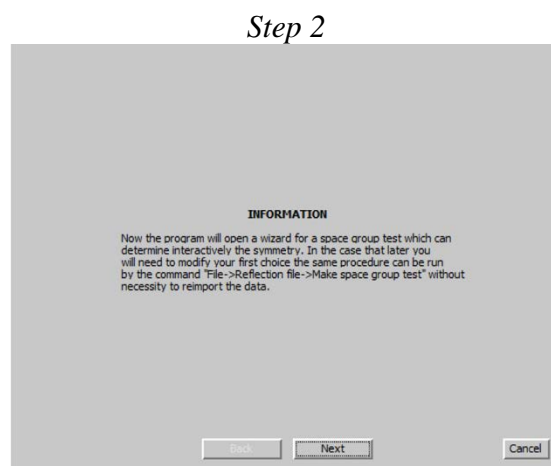 Step 2
INFORMATION
Now the program will open a wizard for a space group test which can
determine interactively the symmetry. In the case that later you
will need to modify your first choice the same procedure can be run
by the command "File->Reflection file->Make space group test" without
necessity to reimport the data.
Back
Next
Cancel